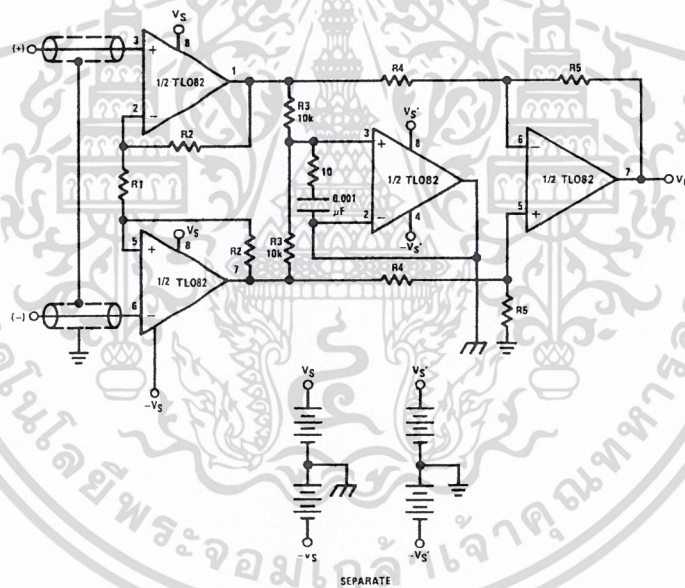 VS
(+)
3
+
8
1/2 TL082
1
2
−
R2
R1
R3
10k
R4
R5
VS'
3
+
8
10
0.001
μF
1/2 TL082
2
−
4
−VS'
6
−
1/2 TL082
7
5
+
VS
5
+
8
R2
R3
10k
1/2 TL082
7
R4
R5
(−)
6
−
−VS
VS
VS'
−VS
−VS'
SEPARATE